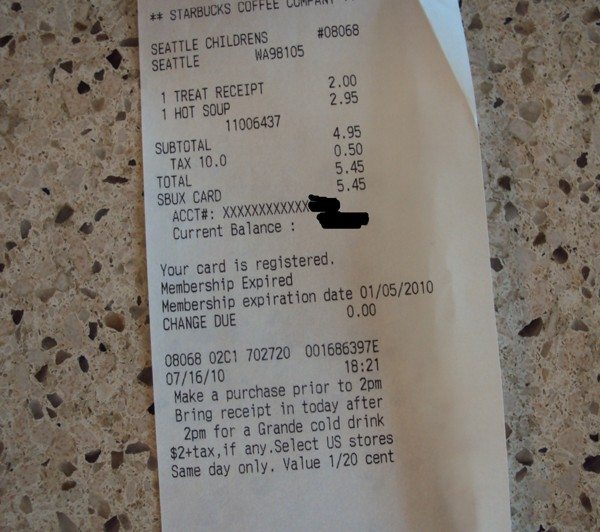 ** STARBUCKS COFFEE COMPANY
SEATTLE CHILDRENS #08068
SEATTLE WA98105
1 TREAT RECEIPT 2.00
1 HOT SOUP 2.95
11006437
SUBTOTAL 4.95
TAX 10.0 0.50
TOTAL 5.45
SBUX CARD 5.45
ACCT#: XXXXXXXXXXXX
Current Balance :
Your card is registered.
Membership Expired
Membership expiration date 01/05/2010
CHANGE DUE 0.00
08068 02C1 702720 001686397E
07/16/10 18:21
Make a purchase prior to 2pm
Bring receipt in today after
2pm for a Grande cold drink
$2+tax,if any.Select US stores
Same day only. Value 1/20 cent